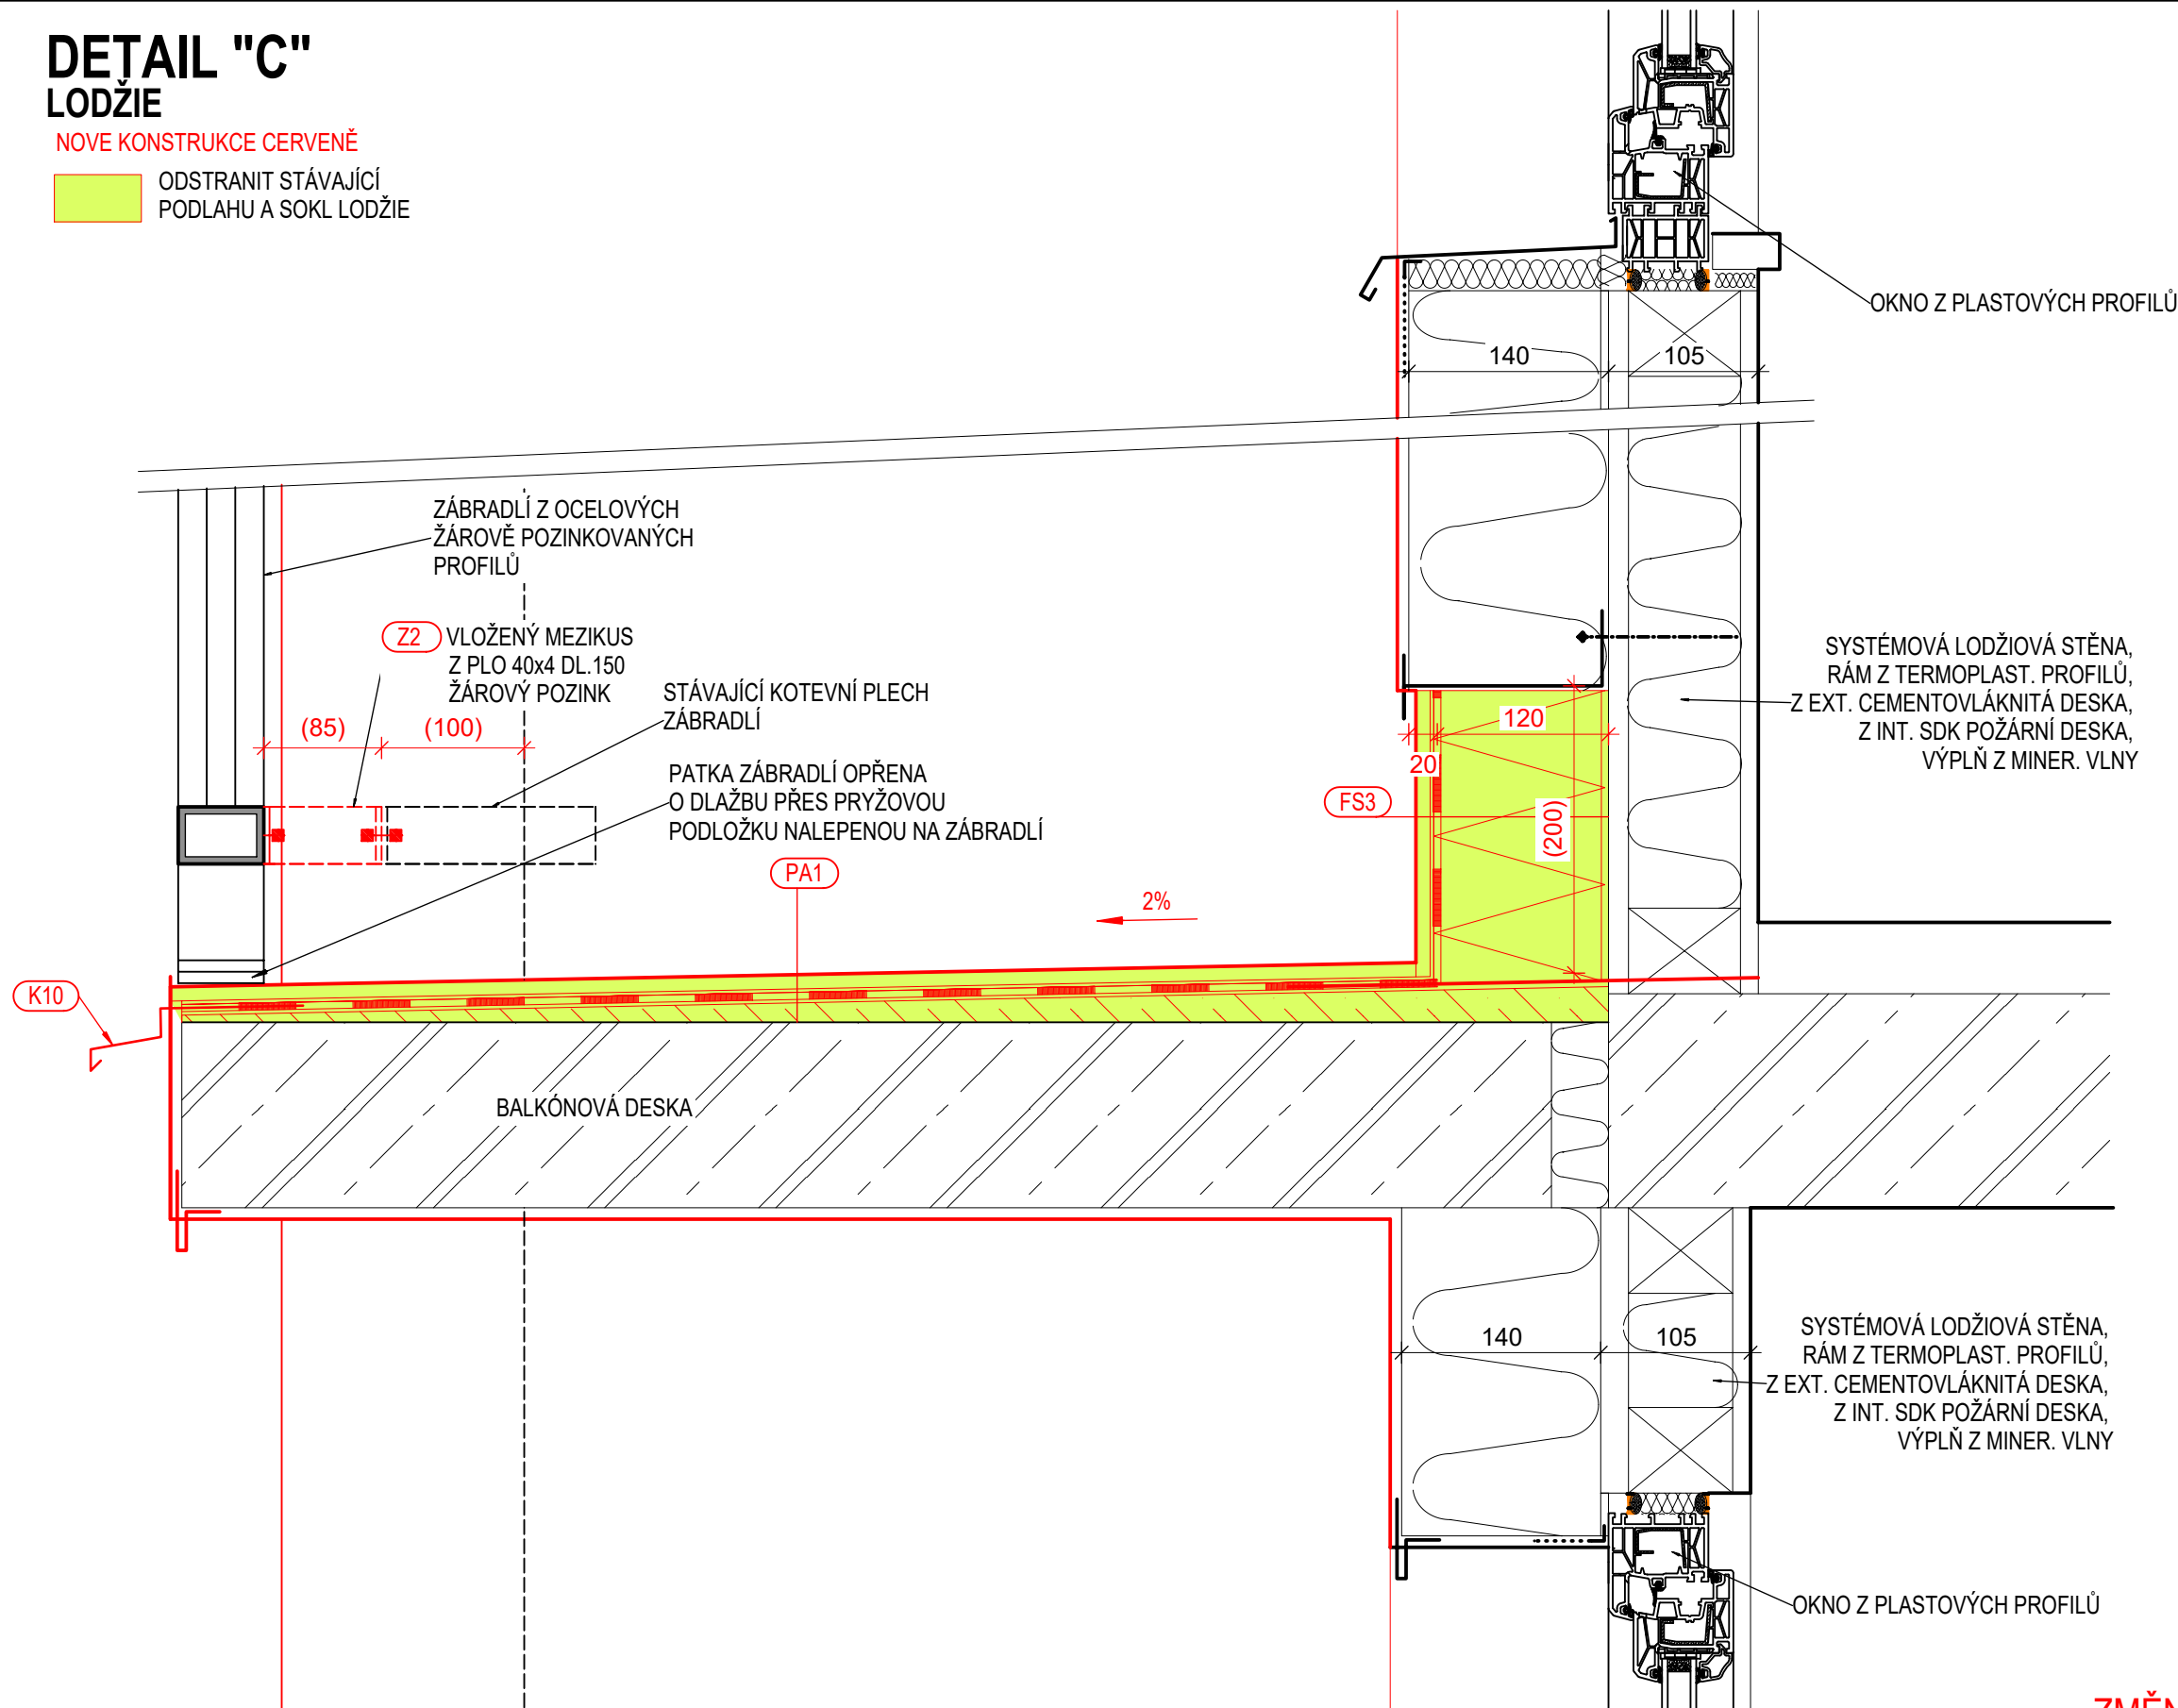 DETAIL "C"
LODŽIE
NOVE KONSTRUKCE CERVENĚ
ODSTRANIT STÁVAJÍCÍ
PODLAHU A SOKL LODŽIE
OKNO Z PLASTOVÝCH PROFILŮ
140
105
ZÁBRADLÍ Z OCELOVÝCH
ŽÁROVĚ POZINKOVANÝCH
PROFILŮ
Z2
VLOŽENÝ MEZIKUS
Z PLO 40x4 DL.150
ŽÁROVÝ POZINK
(85)
(100)
STÁVAJÍCÍ KOTEVNÍ PLECH
ZÁBRADLÍ
PATKA ZÁBRADLÍ OPŘENA
O DLAŽBU PŘES PRYŽOVOU
PODLOŽKU NALEPENOU NA ZÁBRADLÍ
SYSTÉMOVÁ LODŽIOVÁ STĚNA,
RÁM Z TERMOPLAST. PROFILŮ,
Z EXT. CEMENTOVLÁKNITÁ DESKA,
Z INT. SDK POŽÁRNÍ DESKA,
VÝPLŇ Z MINER. VLNY
120
20
FS3
(200)
PA1
2%
K10
BALKÓNOVÁ DESKA
140
105
SYSTÉMOVÁ LODŽIOVÁ STĚNA,
RÁM Z TERMOPLAST. PROFILŮ,
Z EXT. CEMENTOVLÁKNITÁ DESKA,
Z INT. SDK POŽÁRNÍ DESKA,
VÝPLŇ Z MINER. VLNY
OKNO Z PLASTOVÝCH PROFILŮ